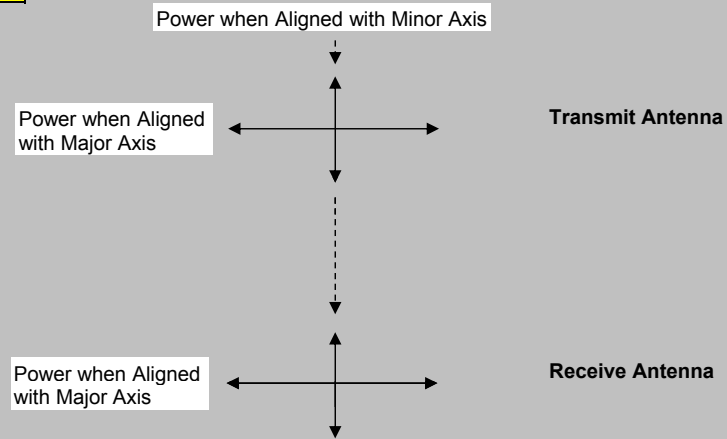 Power when Aligned with Minor Axis
Power when Aligned
with Major Axis
Transmit Antenna
Power when Aligned
with Major Axis
Receive Antenna